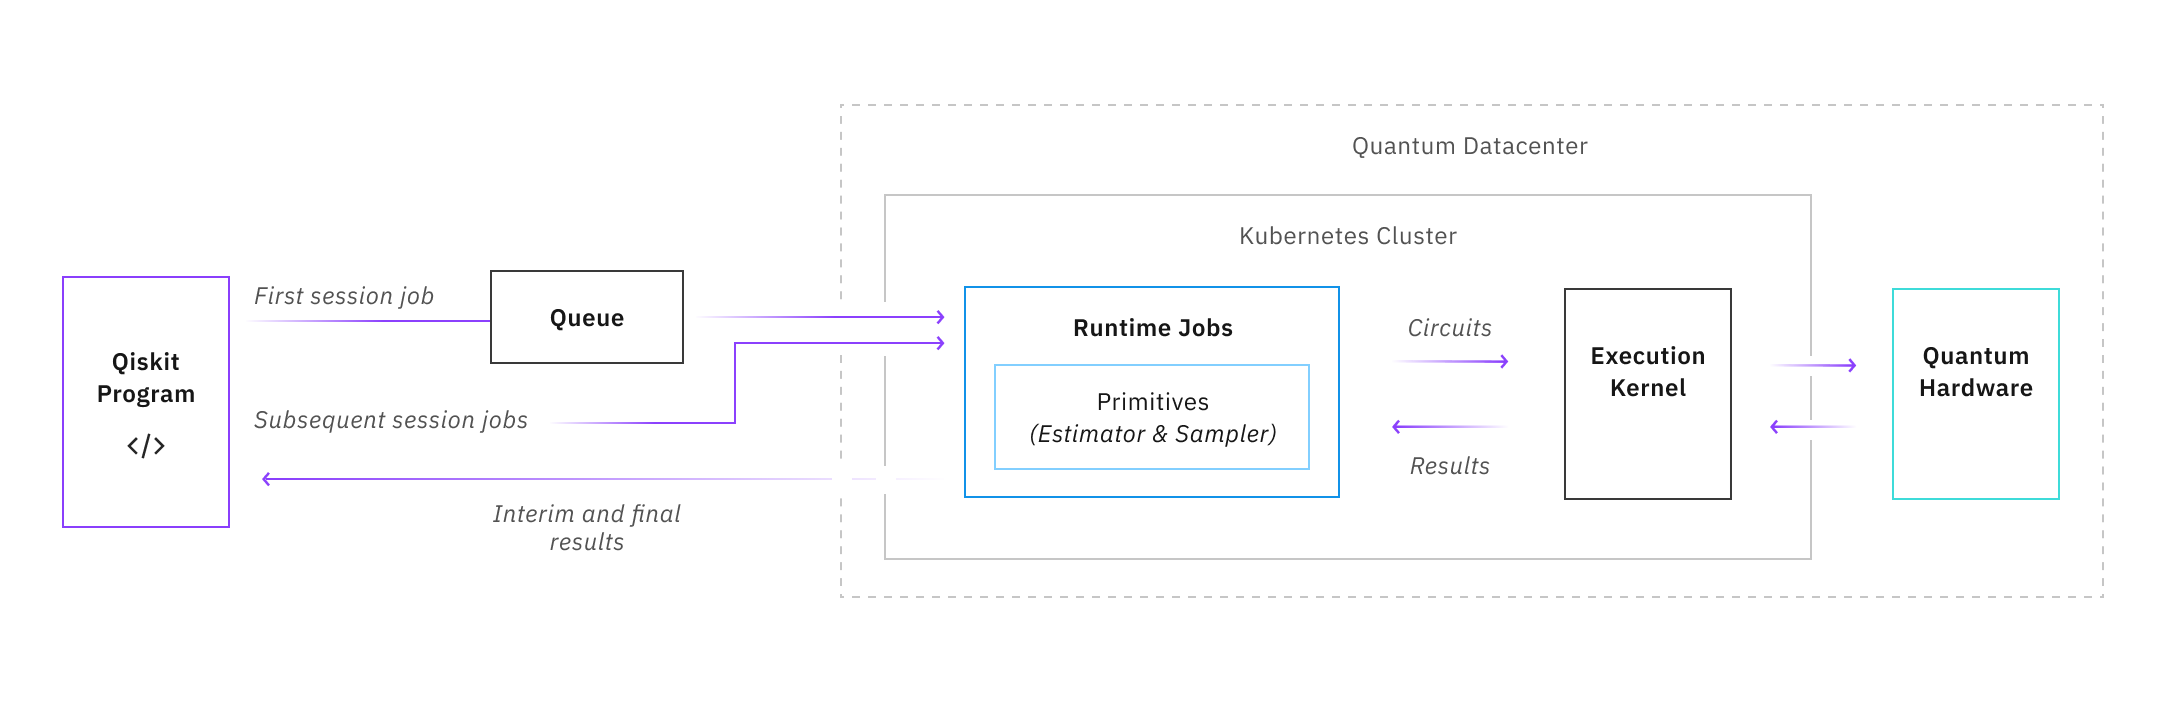 Quantum Datacenter
Kubernetes Cluster
First session job
Queue
Qiskit
Program
</>
Subsequent session jobs
Interim and final
results
Runtime Jobs
Primitives
(Estimator & Sampler)
Circuits
Results
Execution
Kernel
Quantum
Hardware